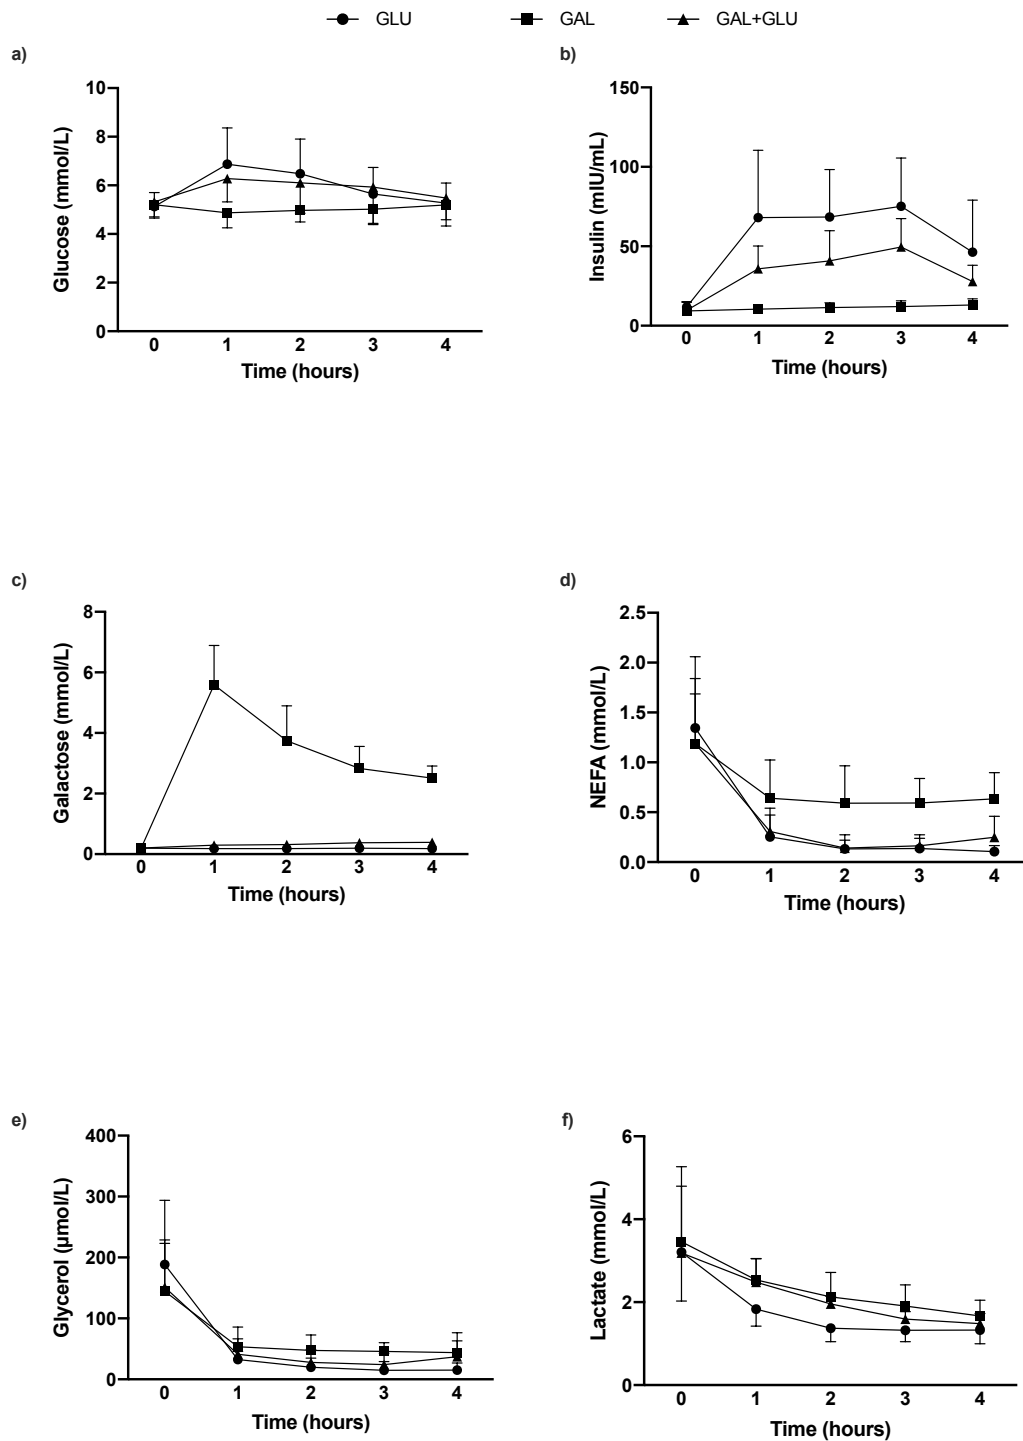 GLU GAL GAL+GLU
a)
Glucose (mmol/L)
10
8
6
4
2
0
0 1 2 3 4
Time (hours)
b)
Insulin (mIU/mL)
150
100
50
0
0 1 2 3 4
Time (hours)
c)
Galactose (mmol/L)
8
6
4
2
0
0 1 2 3 4
Time (hours)
d)
NEFA (mmol/L)
2.5
2.0
1.5
1.0
0.5
0.0
0 1 2 3 4
Time (hours)
e)
Glycerol (μmol/L)
400
300
200
100
0
0 1 2 3 4
Time (hours)
f)
Lactate (mmol/L)
6
4
2
0
0 1 2 3 4
Time (hours)